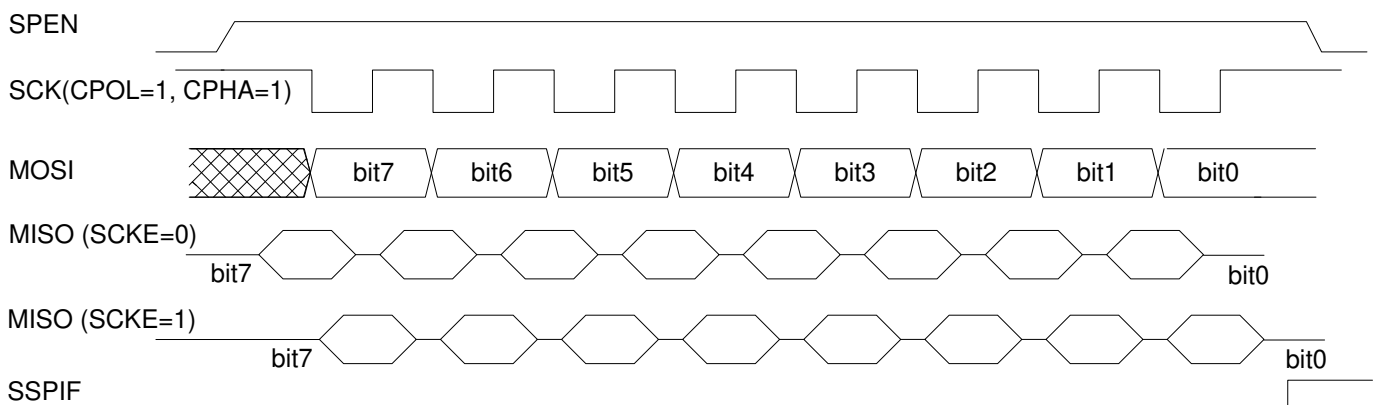 SPEN
SCK(CPOL=1, CPHA=1)
MOSI
bit7 bit6 bit5 bit4 bit3 bit2 bit1 bit0
MISO (SCKE=0)
bit7 bit0
MISO (SCKE=1)
bit7 bit0
SSPIF